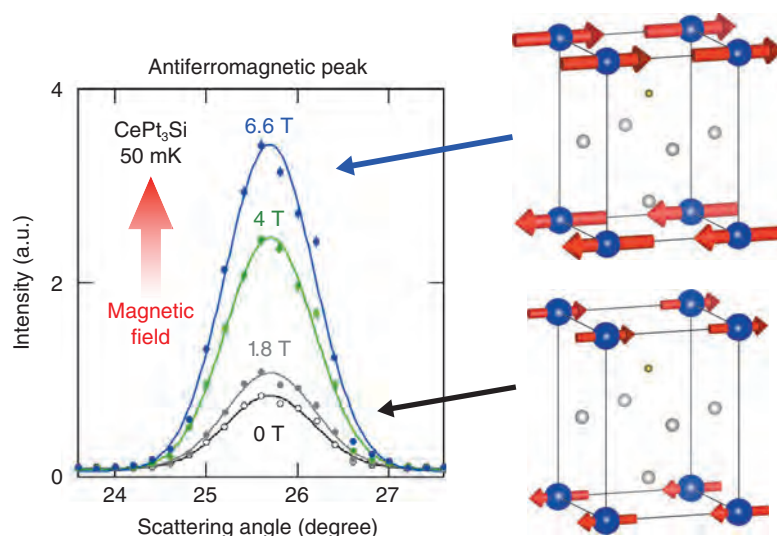 Antiferromagnetic peak
4
CePt₃Si
50 mK
6.6 T
4 T
Magnetic
field
2
1.8 T
0 T
0
Intensity (a.u.)
24
25
26
27
Scattering angle (degree)